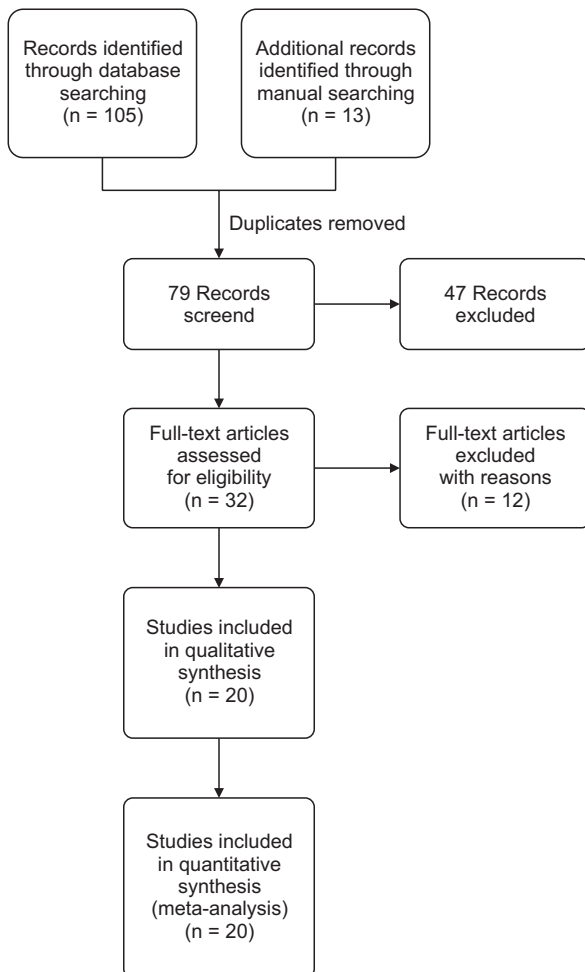 Records identified
through database
searching
(n = 105)
Additional records
identified through
manual searching
(n = 13)
Duplicates removed
79 Records
screend
47 Records
excluded
Full-text articles
assessed
for eligibility
(n = 32)
Full-text articles
excluded
with reasons
(n = 12)
Studies included
in qualitative
synthesis
(n = 20)
Studies included
in quantitative
synthesis
(meta-analysis)
(n = 20)